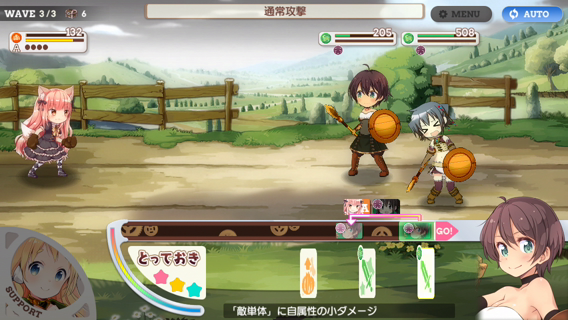 WAVE 3/3
6
通常攻撃
MENU
AUTO
132
205
508
GO!
とっておき
SUPPORT
「敵単体」に自属性の小ダメージ